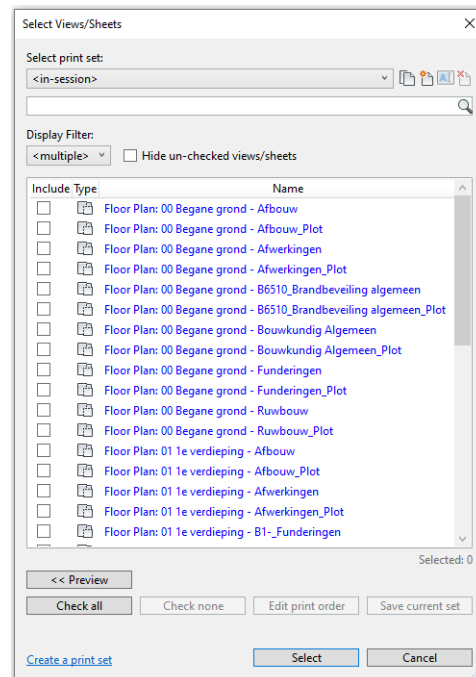 Select Views/Sheets
Select print set:
<in-session>
Display Filter:
<multiple> Hide un-checked views/sheets
Include Type Name
Floor Plan: 00 Begane grond - Afbouw
Floor Plan: 00 Begane grond - Afbouw_Plot
Floor Plan: 00 Begane grond - Afwerkingen
Floor Plan: 00 Begane grond - Afwerkingen_Plot
Floor Plan: 00 Begane grond - B6510_Brandbeveiling algemeen
Floor Plan: 00 Begane grond - B6510_Brandbeveiling algemeen_Plot
Floor Plan: 00 Begane grond - Bouwkundig Algemeen
Floor Plan: 00 Begane grond - Bouwkundig Algemeen_Plot
Floor Plan: 00 Begane grond - Funderingen
Floor Plan: 00 Begane grond - Funderingen_Plot
Floor Plan: 00 Begane grond - Ruwbouw
Floor Plan: 00 Begane grond - Ruwbouw_Plot
Floor Plan: 01 1e verdieping - Afbouw
Floor Plan: 01 1e verdieping - Afbouw_Plot
Floor Plan: 01 1e verdieping - Afwerkingen
Floor Plan: 01 1e verdieping - Afwerkingen_Plot
Floor Plan: 01 1e verdieping - B1-_Funderingen
Selected: 0
<< Preview
Check all Check none Edit print order Save current set
Create a print set Select Cancel